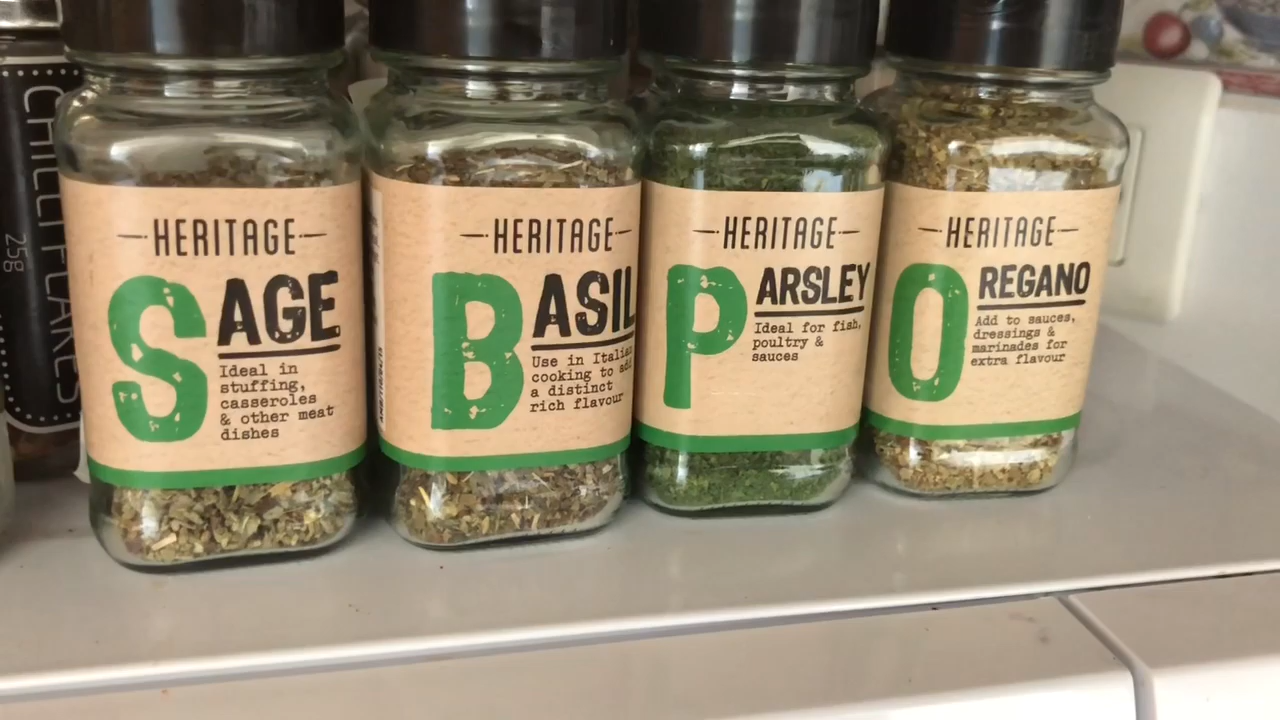 CHILLI FLAKES
25g
HERITAGE
SAGE
Ideal in
stuffing,
casseroles
& other meat
dishes
HERITAGE
BASIL
Use in Italian
cooking to add
a distinct
rich flavour
HERITAGE
PARSLEY
Ideal for fish,
poultry &
sauces
HERITAGE
OREGANO
Add to sauces,
dressings &
marinades for
extra flavour